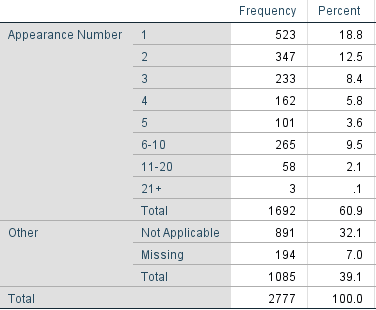 Frequency Percent
Appearance Number 1 523 18.8
2 347 12.5
3 233 8.4
4 162 5.8
5 101 3.6
6-10 265 9.5
11-20 58 2.1
21+ 3 .1
Total 1692 60.9
Other Not Applicable 891 32.1
Missing 194 7.0
Total 1085 39.1
Total 2777 100.0